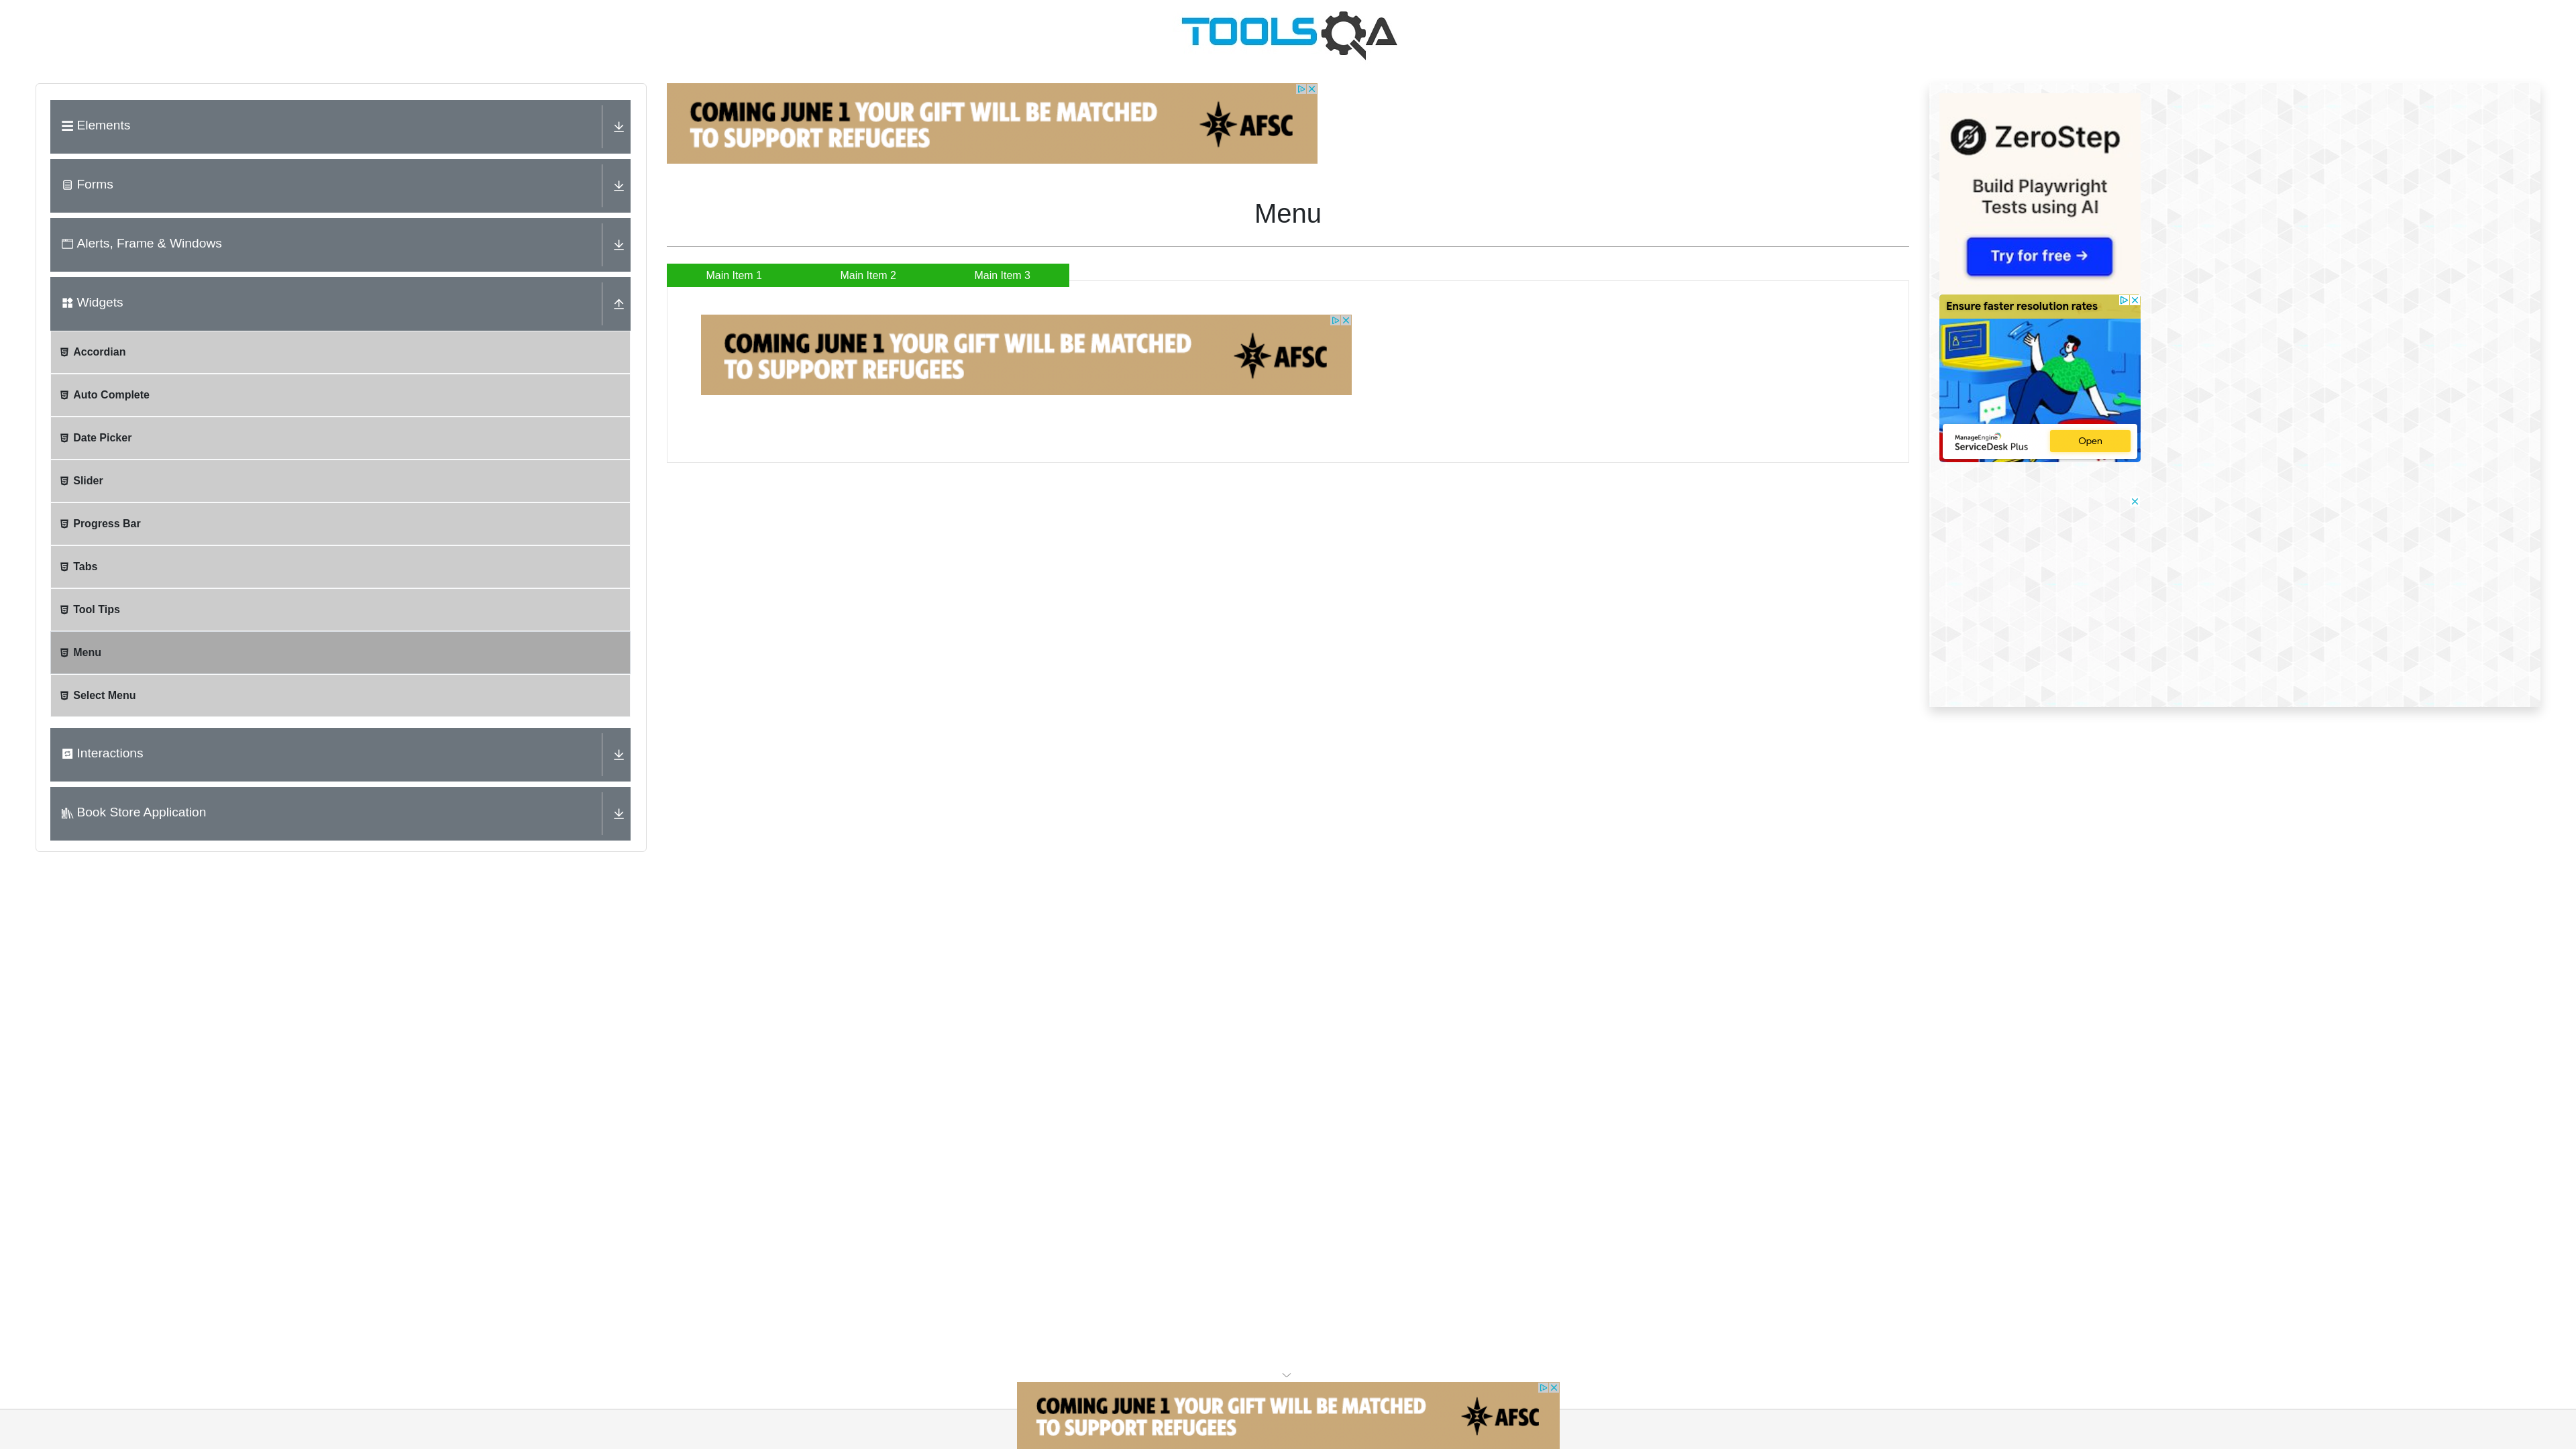 TOOLSQA
Elements
Forms
Alerts, Frame & Windows
Widgets
Accordian
Auto Complete
Date Picker
Slider
Progress Bar
Tabs
Tool Tips
Menu
Select Menu
Interactions
Book Store Application
COMING JUNE 1 YOUR GIFT WILL BE MATCHED
TO SUPPORT REFUGEES
AFSC
Menu
Main Item 1
Main Item 2
Main Item 3
COMING JUNE 1 YOUR GIFT WILL BE MATCHED
TO SUPPORT REFUGEES
AFSC
ZeroStep
Build Playwright
Tests using AI
Try for free →
Ensure faster resolution rates
ManageEngine
ServiceDesk Plus
Open
COMING JUNE 1 YOUR GIFT WILL BE MATCHED
TO SUPPORT REFUGEES
AFSC